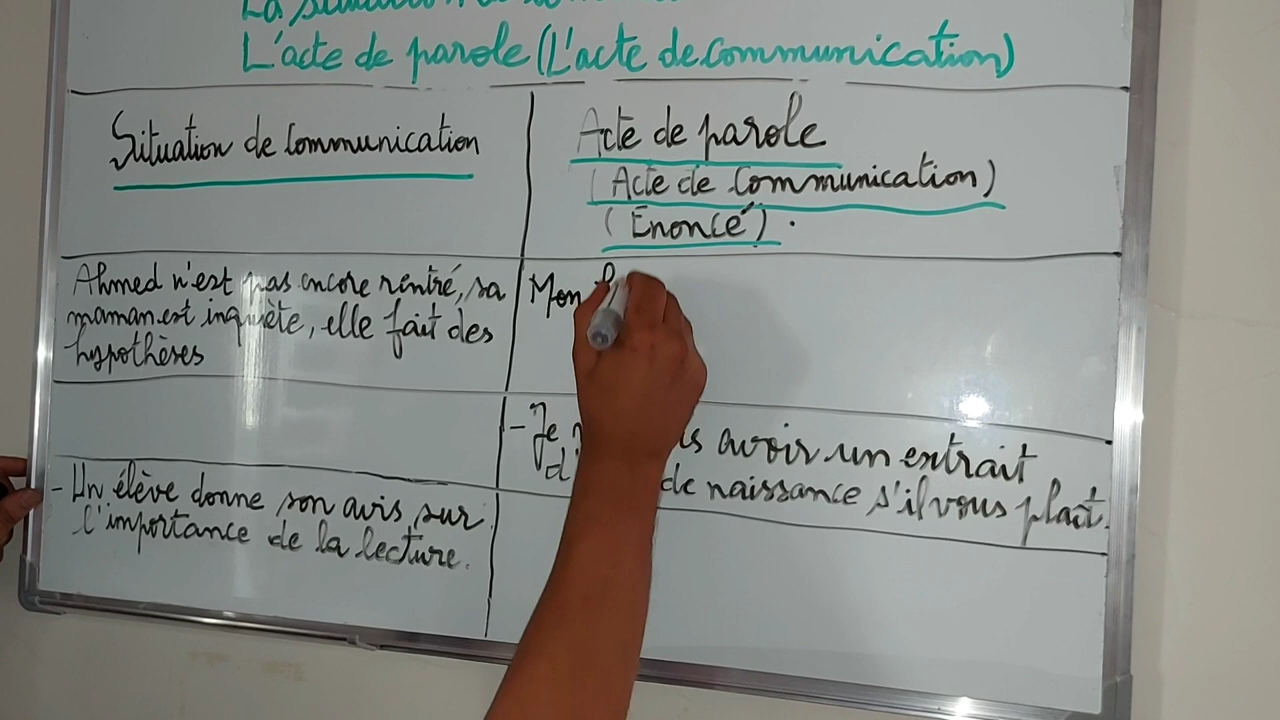 L'acte de parole (L'acte de communication)
Situation de Communication
Acte de parole
(Acte de Communication)
(Enoncé).
Ahmed n'est pas encore rentré, sa
maman est inquiète, elle fait des
hypothèses
Mon
- Je avoir un extrait
de naissance s'il vous plaît.
- Un élève donne son avis sur
l'importance de la lecture.